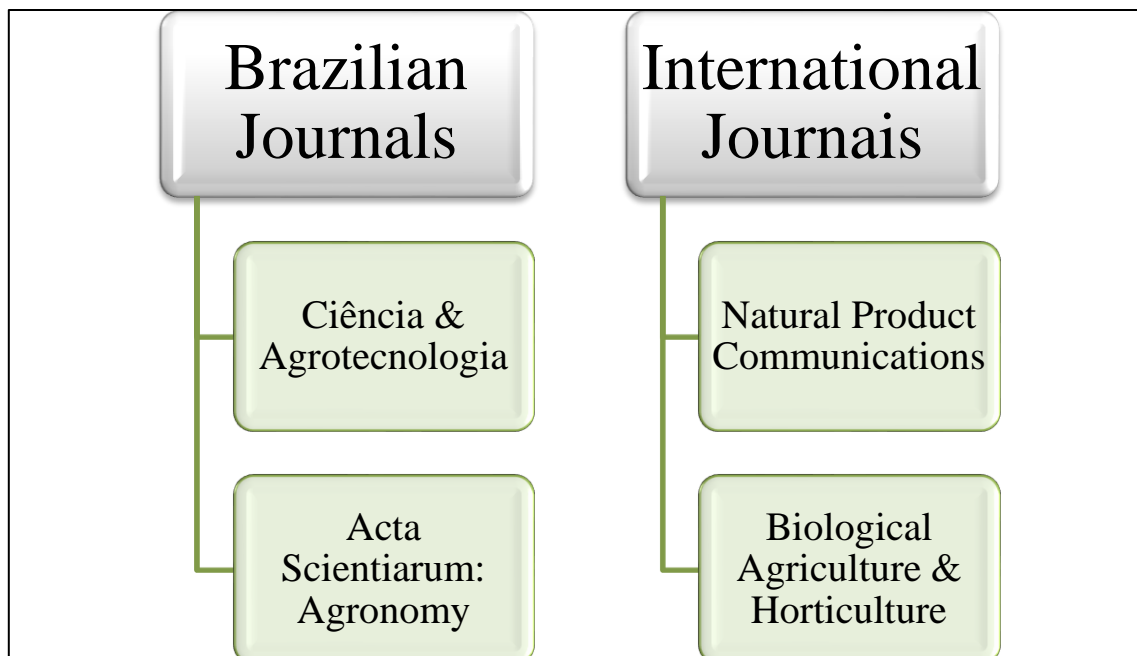 Brazilian
Journals
Ciência &
Agrotecnologia
Acta
Scientiarum:
Agronomy
International
Journais
Natural Product
Communications
Biological
Agriculture &
Horticulture